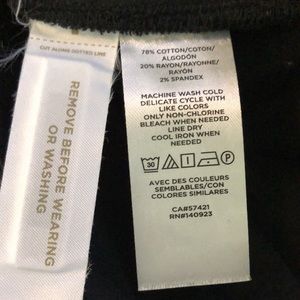 CUT ALONG DOTTED LINE
REMOVE BEFORE WEARING
OR WASHING
78% COTTON/COTON/
ALGODÓN
20% RAYON/RAYONNE/
RAYÓN
2% SPANDEX
MACHINE WASH COLD
DELICATE CYCLE WITH
LIKE COLORS
ONLY NON-CHLORINE
BLEACH WHEN NEEDED
LINE DRY
COOL IRON WHEN NEEDED
30
P
AVEC DES COULEURS
SEMBLABLES/CON
COLORES SIMILARES
CA#57421
RN#140923